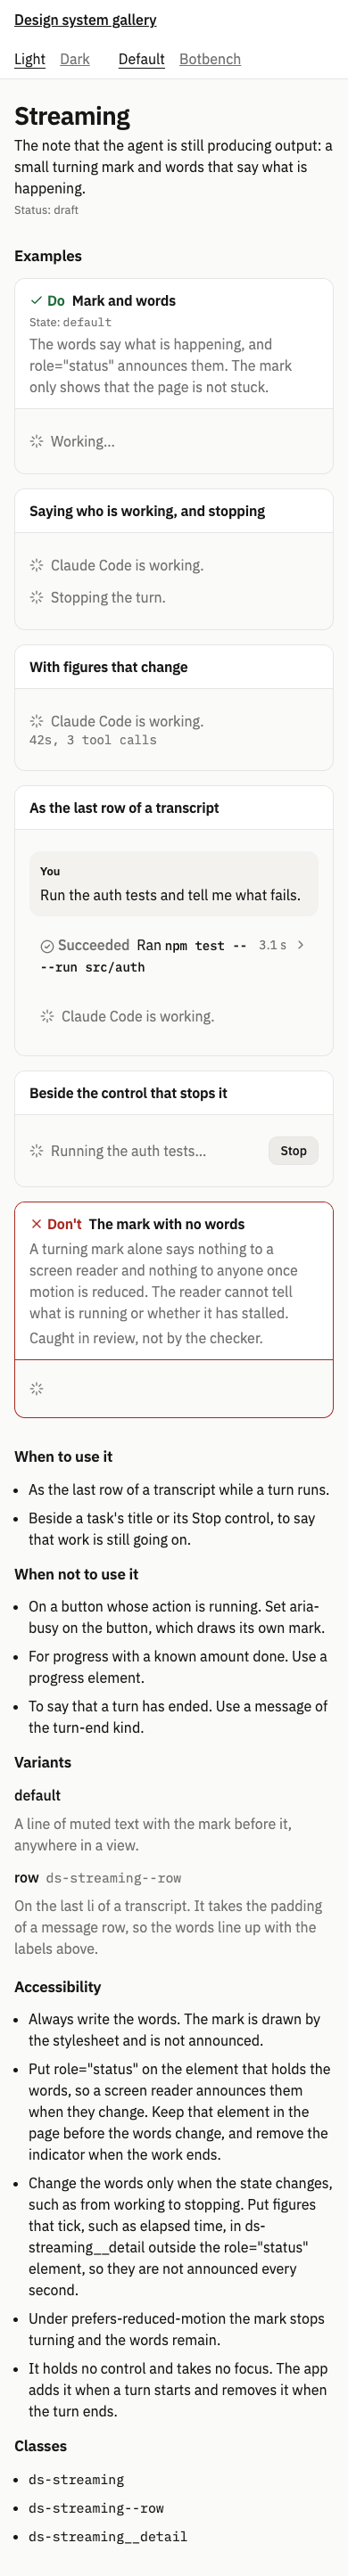 Design system gallery
Light Dark Default Botbench
Streaming
The note that the agent is still producing output: a
small turning mark and words that say what is
happening.
Status: draft
Examples
Do Mark and words
State: default
The words say what is happening, and
role="status" announces them. The mark
only shows that the page is not stuck.
Working…
Saying who is working, and stopping
Claude Code is working.
Stopping the turn.
With figures that change
Claude Code is working.
42s, 3 tool calls
As the last row of a transcript
You
Run the auth tests and tell me what fails.
Succeeded Ran npm test -- 3.1 s
--run src/auth
Claude Code is working.
Beside the control that stops it
Running the auth tests… Stop
Don't The mark with no words
A turning mark alone says nothing to a
screen reader and nothing to anyone once
motion is reduced. The reader cannot tell
what is running or whether it has stalled.
Caught in review, not by the checker.
When to use it
• As the last row of a transcript while a turn runs.
• Beside a task's title or its Stop control, to say
that work is still going on.
When not to use it
• On a button whose action is running. Set aria-
busy on the button, which draws its own mark.
• For progress with a known amount done. Use a
progress element.
• To say that a turn has ended. Use a message of
the turn-end kind.
Variants
default
A line of muted text with the mark before it,
anywhere in a view.
row ds-streaming--row
On the last li of a transcript. It takes the padding
of a message row, so the words line up with the
labels above.
Accessibility
• Always write the words. The mark is drawn by
the stylesheet and is not announced.
• Put role="status" on the element that holds the
words, so a screen reader announces them
when they change. Keep that element in the
page before the words change, and remove the
indicator when the work ends.
• Change the words only when the state changes,
such as from working to stopping. Put figures
that tick, such as elapsed time, in ds-
streaming__detail outside the role="status"
element, so they are not announced every
second.
• Under prefers-reduced-motion the mark stops
turning and the words remain.
• It holds no control and takes no focus. The app
adds it when a turn starts and removes it when
the turn ends.
Classes
• ds-streaming
• ds-streaming--row
• ds-streaming__detail